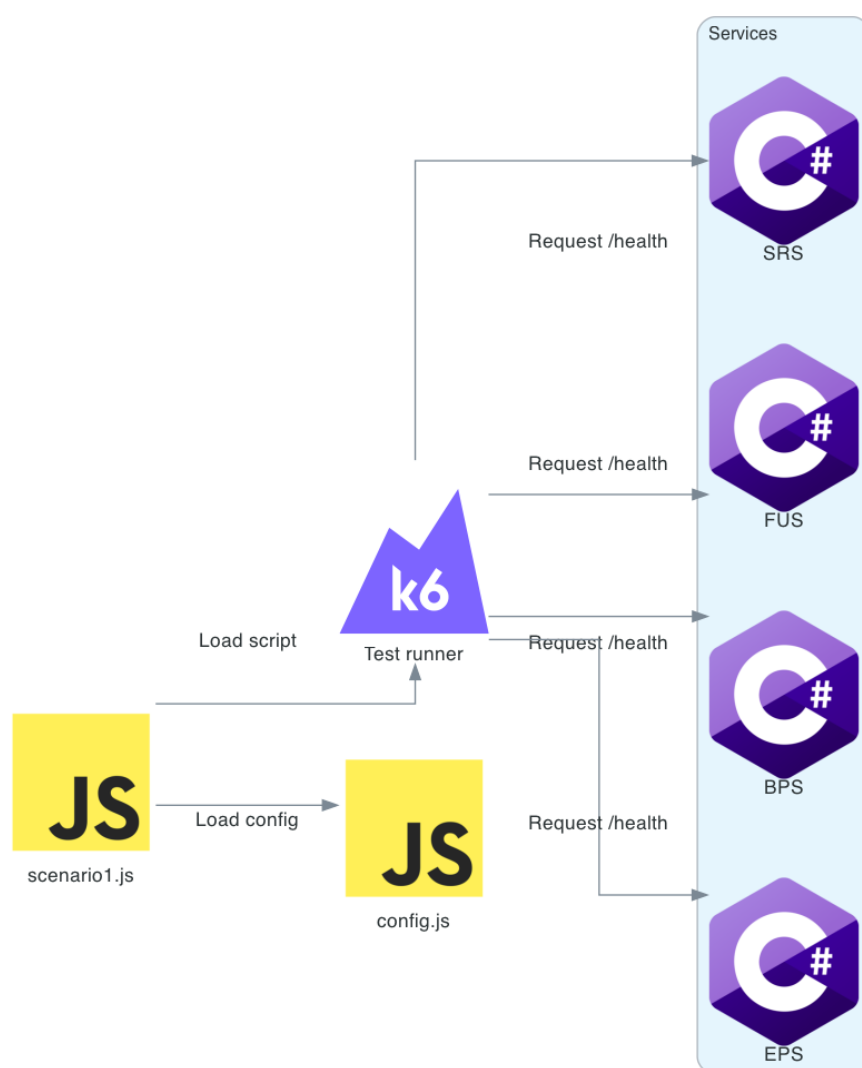 Services
C#
SRS
Request /health
C#
FUS
Request /health
k6
Test runner
Load script
Request /health
C#
BPS
JS
scenario1.js
Load config
JS
config.js
Request /health
C#
EPS